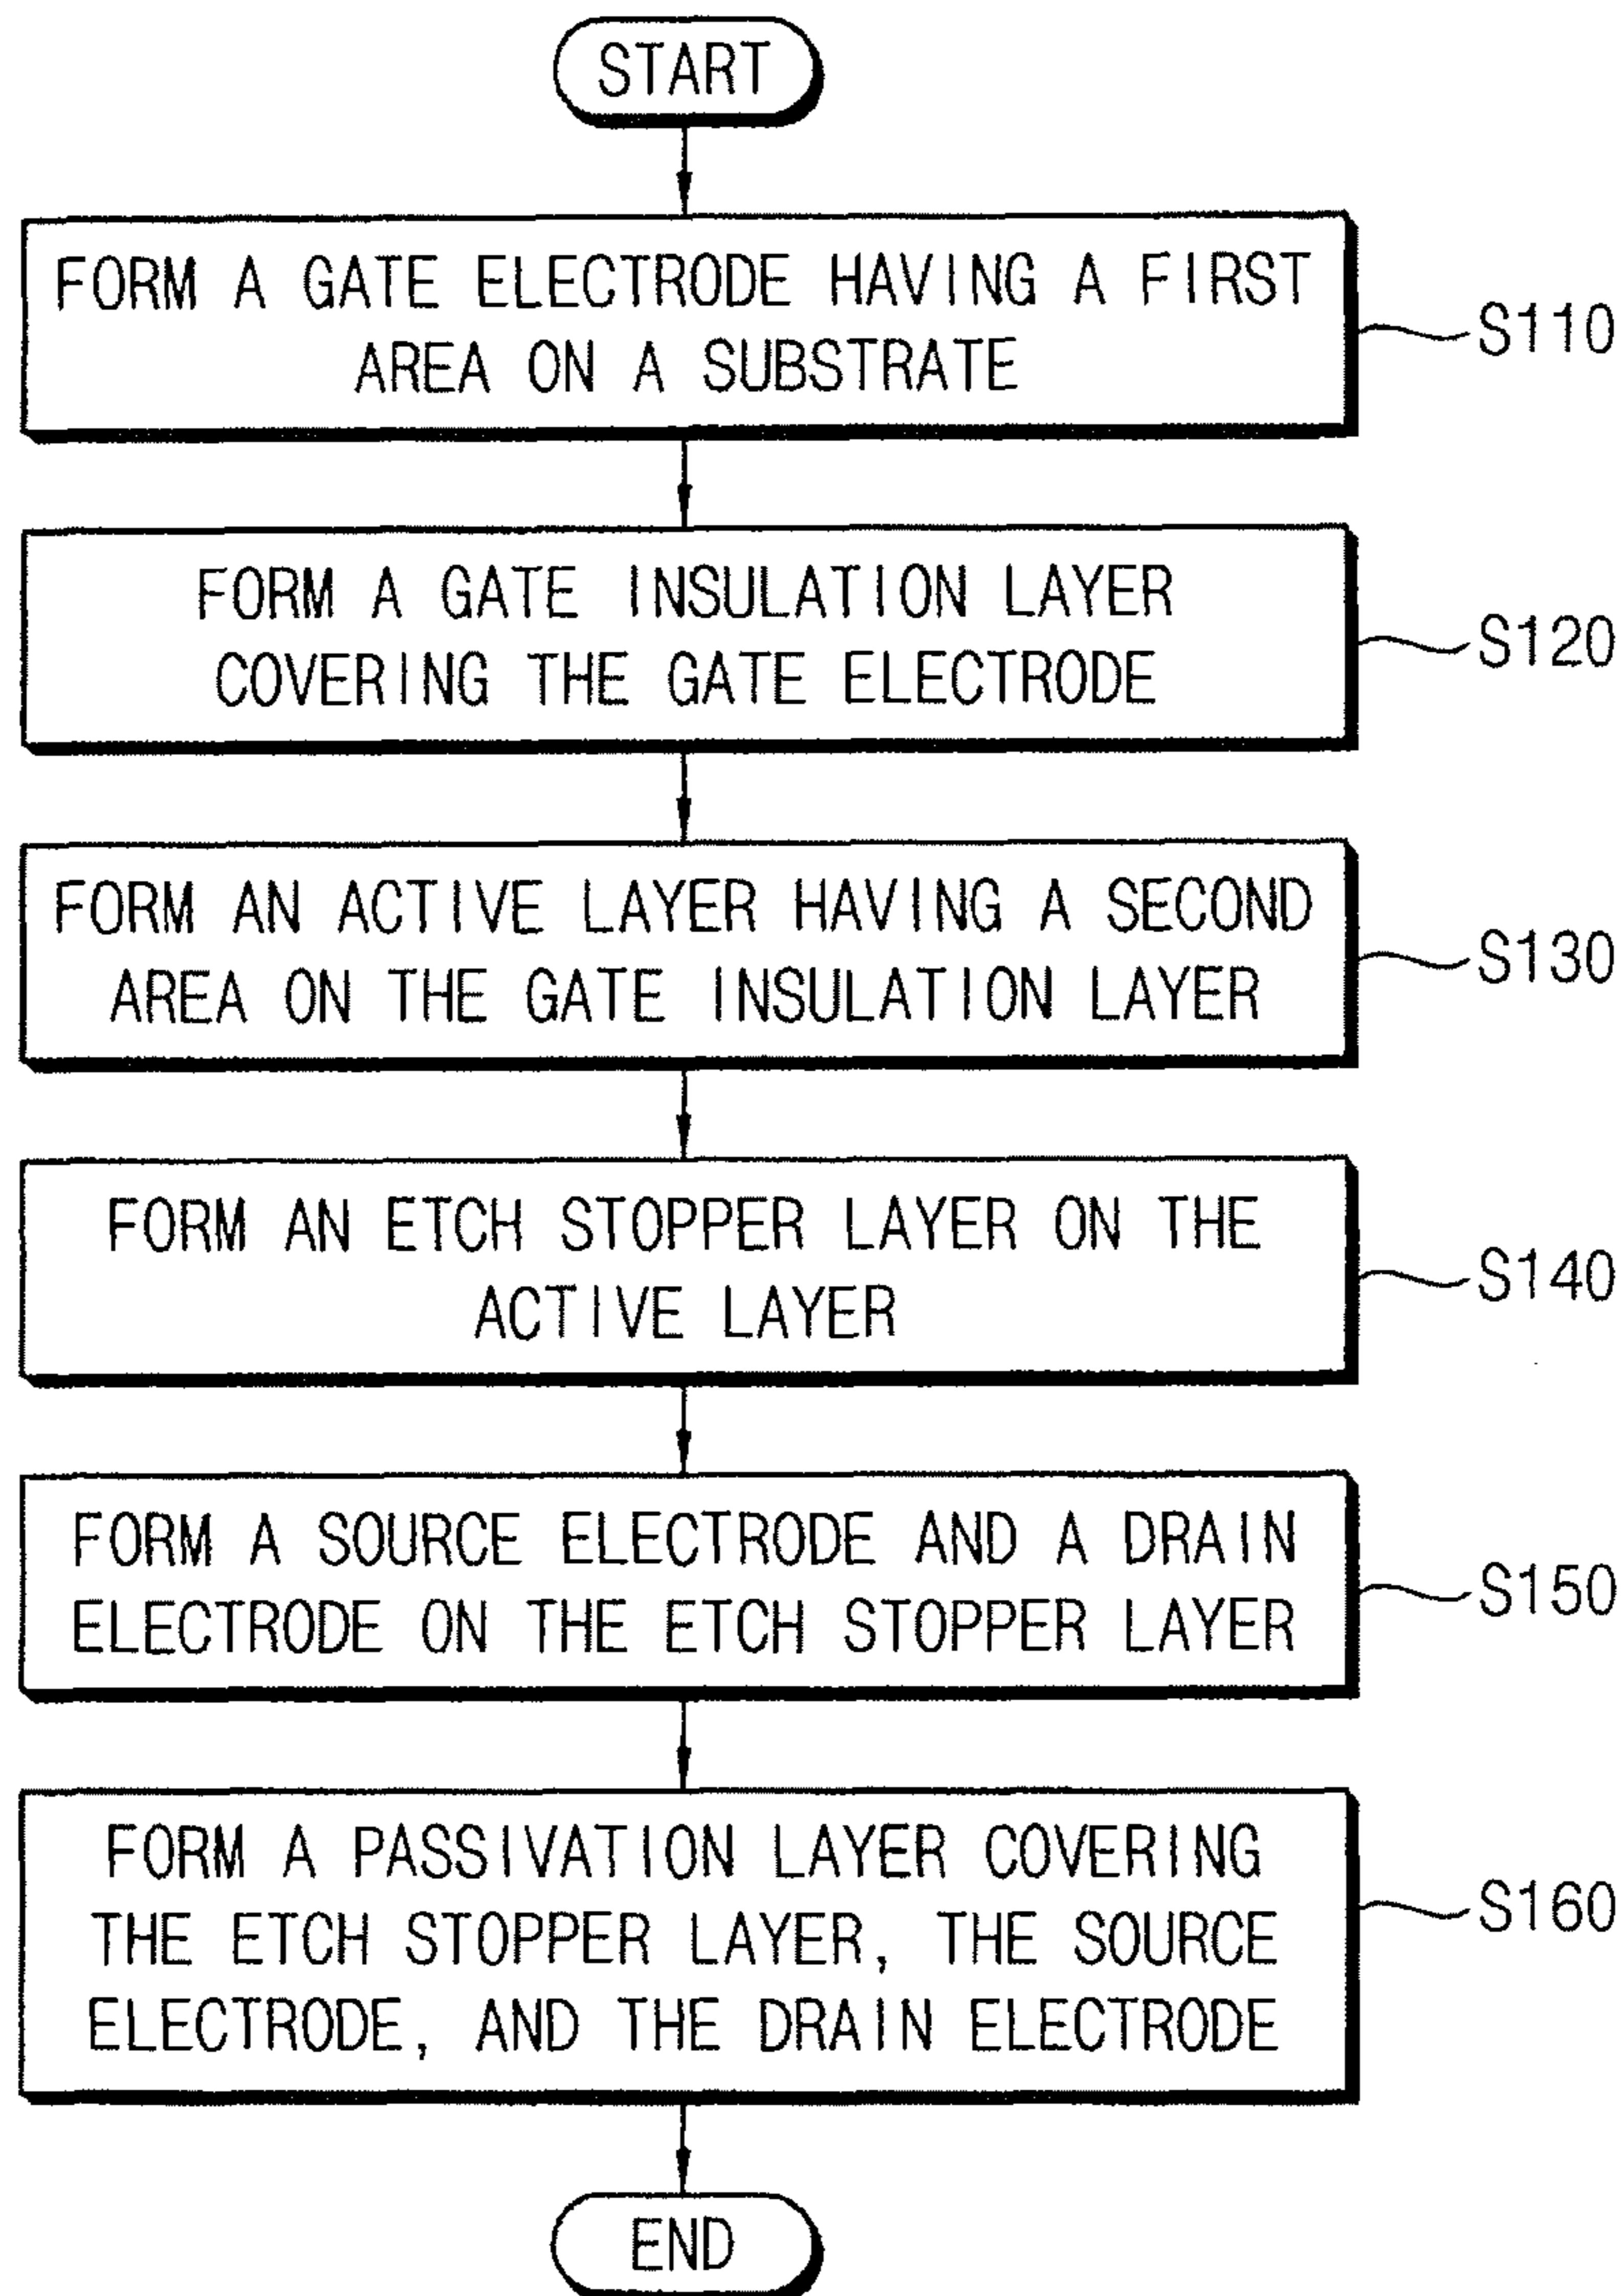 START
FORM A GATE ELECTRODE HAVING A FIRST
AREA ON A SUBSTRATE
S110
FORM A GATE INSULATION LAYER
COVERING THE GATE ELECTRODE
S120
FORM AN ACTIVE LAYER HAVING A SECOND
AREA ON THE GATE INSULATION LAYER
S130
FORM AN ETCH STOPPER LAYER ON THE
ACTIVE LAYER
S140
FORM A SOURCE ELECTRODE AND A DRAIN
ELECTRODE ON THE ETCH STOPPER LAYER
S150
FORM A PASSIVATION LAYER COVERING
THE ETCH STOPPER LAYER, THE SOURCE
ELECTRODE, AND THE DRAIN ELECTRODE
S160
END